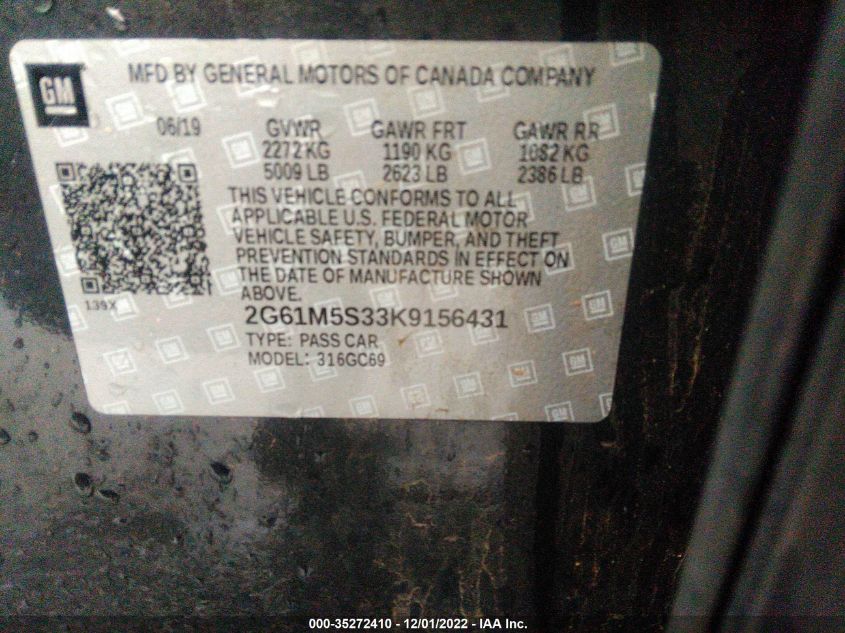 GM
MFD BY GENERAL MOTORS OF CANADA COMPANY
06/19 GVWR GAWR FRT GAWR RR
2272 KG 1190 KG 1082 KG
5009 LB 2623 LB 2386 LB
THIS VEHICLE CONFORMS TO ALL
APPLICABLE U.S. FEDERAL MOTOR
VEHICLE SAFETY, BUMPER, AND THEFT
PREVENTION STANDARDS IN EFFECT ON
THE DATE OF MANUFACTURE SHOWN
ABOVE.
139X
2G61M5S33K9156431
TYPE: PASS CAR
MODEL: 316GC69
000-35272410 - 12/01/2022 - IAA Inc.